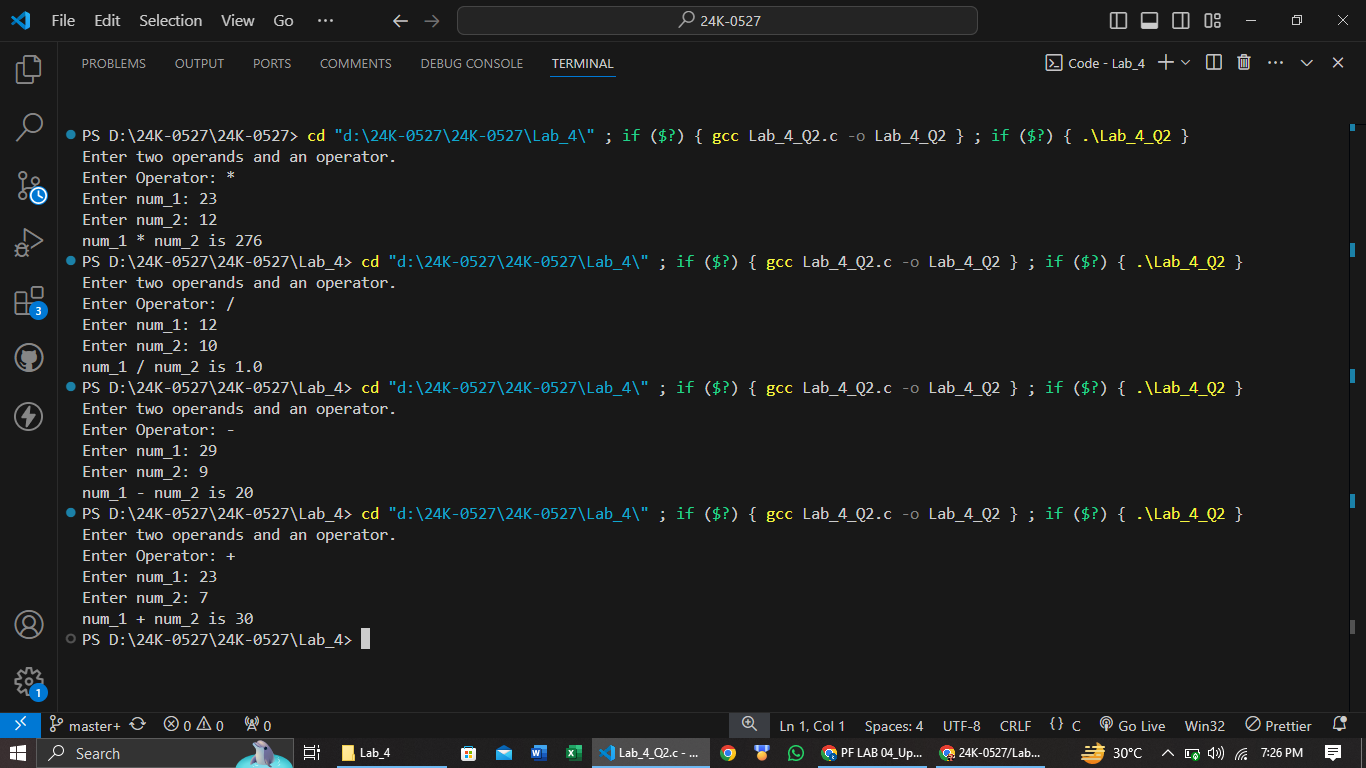 File Edit Selection View Go ··· 24K-0527
PROBLEMS OUTPUT PORTS COMMENTS DEBUG CONSOLE TERMINAL Code - Lab_4
PS D:\24K-0527\24K-0527> cd "d:\24K-0527\24K-0527\Lab_4\" ; if ($?) { gcc Lab_4_Q2.c -o Lab_4_Q2 } ; if ($?) { .\Lab_4_Q2 }
Enter two operands and an operator.
Enter Operator: *
Enter num_1: 23
Enter num_2: 12
num_1 * num_2 is 276
PS D:\24K-0527\24K-0527\Lab_4> cd "d:\24K-0527\24K-0527\Lab_4\" ; if ($?) { gcc Lab_4_Q2.c -o Lab_4_Q2 } ; if ($?) { .\Lab_4_Q2 }
Enter two operands and an operator.
Enter Operator: /
Enter num_1: 12
Enter num_2: 10
num_1 / num_2 is 1.0
PS D:\24K-0527\24K-0527\Lab_4> cd "d:\24K-0527\24K-0527\Lab_4\" ; if ($?) { gcc Lab_4_Q2.c -o Lab_4_Q2 } ; if ($?) { .\Lab_4_Q2 }
Enter two operands and an operator.
Enter Operator: -
Enter num_1: 29
Enter num_2: 9
num_1 - num_2 is 20
PS D:\24K-0527\24K-0527\Lab_4> cd "d:\24K-0527\24K-0527\Lab_4\" ; if ($?) { gcc Lab_4_Q2.c -o Lab_4_Q2 } ; if ($?) { .\Lab_4_Q2 }
Enter two operands and an operator.
Enter Operator: +
Enter num_1: 23
Enter num_2: 7
num_1 + num_2 is 30
PS D:\24K-0527\24K-0527\Lab_4>
3
1
master+ 0 0 0 Ln 1, Col 1 Spaces: 4 UTF-8 CRLF {} C Go Live Win32 Prettier
Search Lab_4 Lab_4_Q2.c - ... PF LAB 04_Up... 24K-0527/Lab... 30°C 7:26 PM